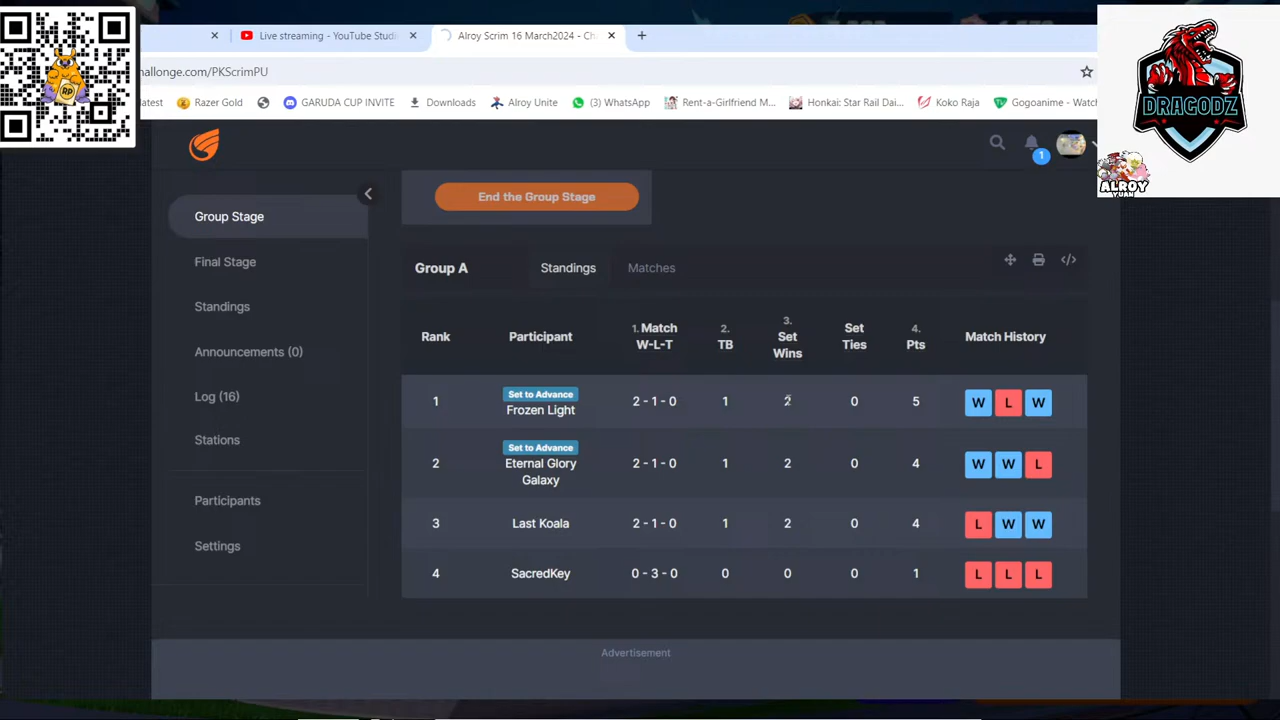 Live streaming - YouTube Studi
Alroy Scrim 16 March2024 - Ch
allonge.com/PKScrimPU
atest
Razer Gold
GARUDA CUP INVITE
Downloads
Alroy Unite
(3) WhatsApp
Rent-a-Girlfri
Honkai: Star Rail Dai...
Koko Raja
Gogoanime - Watch
RP
DRAGODZ
ALROY
YUAN
1
End the Group Stage
Group Stage
Final Stage
Standings
Announcements (0)
Log (16)
Stations
Participants
Settings
Group A Standings Matches
Rank Participant 1. Match W-L-T 2. TB 3. Set Wins Set Ties 4. Pts Match History
Set to Advance
1 Frozen Light 2 - 1 - 0 1 2 0 5 W L W
Set to Advance
2 Eternal Glory Galaxy 2 - 1 - 0 1 2 0 4 W W L
3 Last Koala 2 - 1 - 0 1 2 0 4 L W W
4 SacredKey 0 - 3 - 0 0 0 0 1 L L L
Advertisement